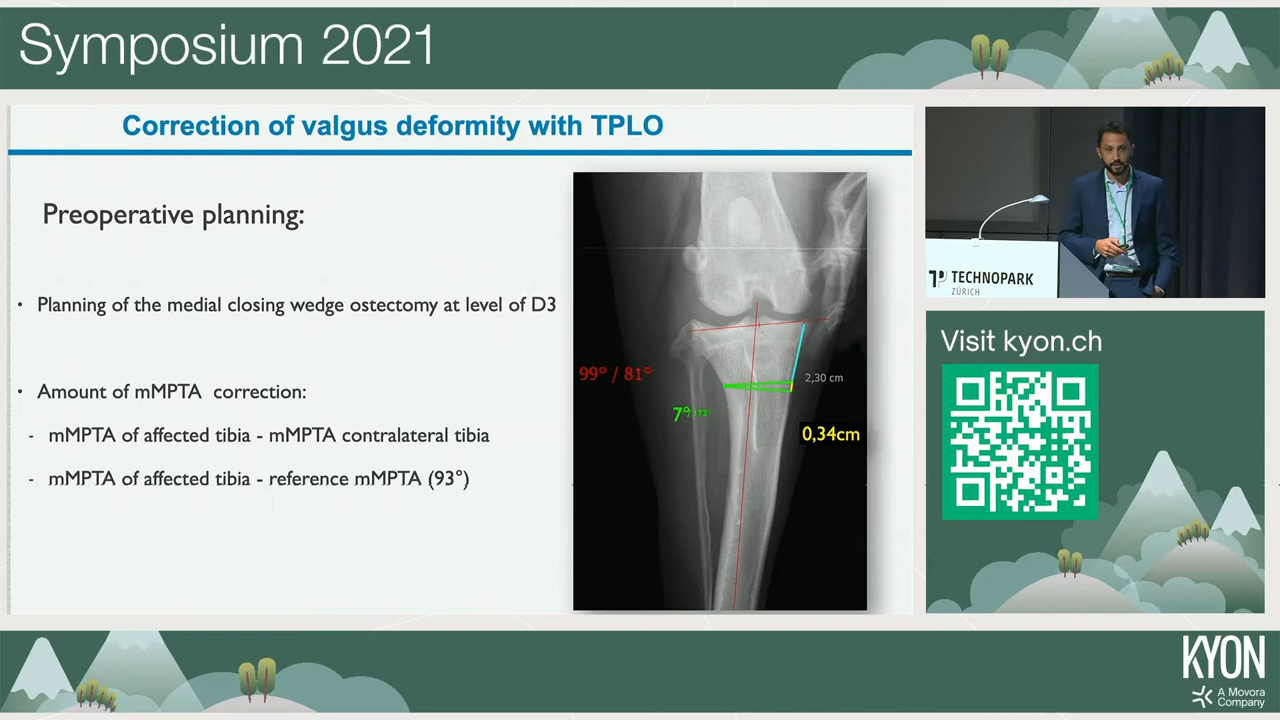 Symposium 2021
Correction of valgus deformity with TPLO
Preoperative planning:
• Planning of the medial closing wedge ostectomy at level of D3
• Amount of mMPTA correction:
- mMPTA of affected tibia - mMPTA contralateral tibia
- mMPTA of affected tibia - reference mMPTA (93°)
99° / 81°
2,30 cm
7° 173°
0,34cm
TECHNOPARK
ZÜRICH
Visit kyon.ch
KYON
A Movora
Company